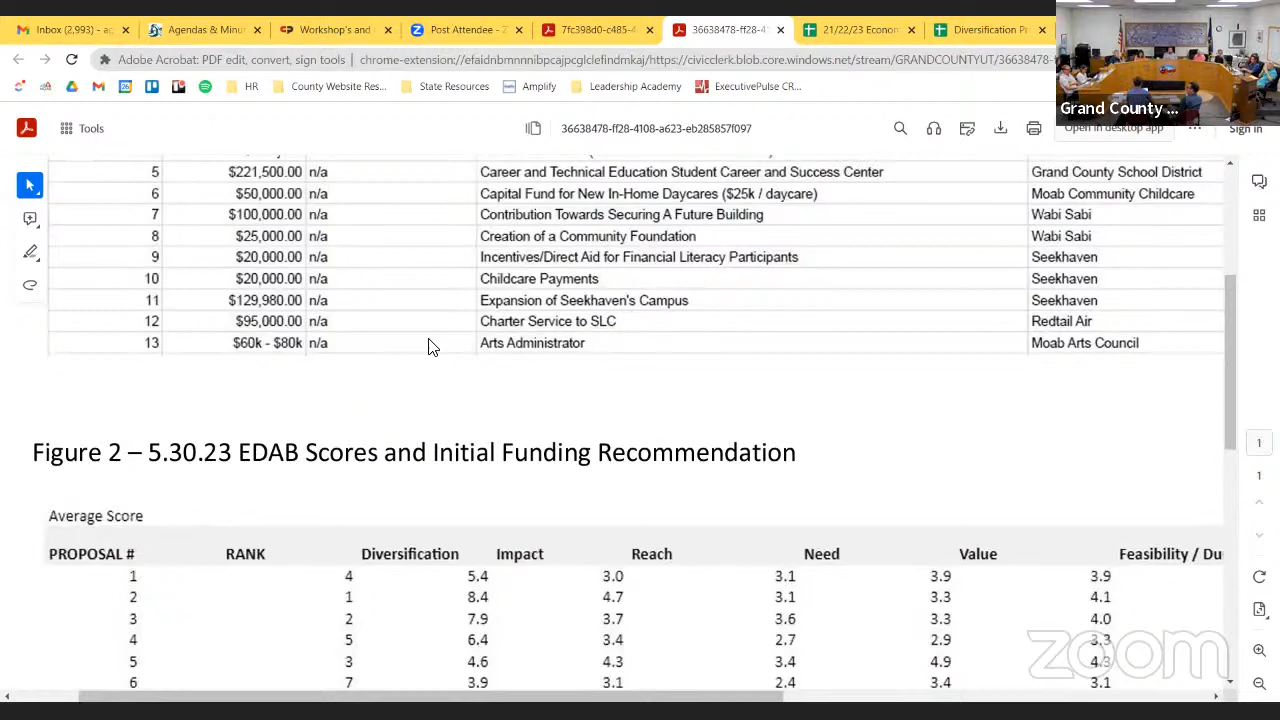 Inbox (2,993) - a
Agendas & Minu
Workshop's and
Post Attendee - Z
7fc398d0-c485-4
36638478-ff28-4
21/22/23 Econom
Diversification Pr
Adobe Acrobat: PDF edit, convert, sign tools
HR
County Website Res...
State Resources
Amplify
Leadership Academy
ExecutivePulse CR...
Grand County ...
Tools
36638478-ff28-4108-a623-eb285857f097
Open in desktop app
Sign in
5 $221,500.00 n/a Career and Technical Education Student Career and Success Center Grand County School District
6 $50,000.00 n/a Capital Fund for New In-Home Daycares ($25k / daycare) Moab Community Childcare
7 $100,000.00 n/a Contribution Towards Securing A Future Building Wabi Sabi
8 $25,000.00 n/a Creation of a Community Foundation Wabi Sabi
9 $20,000.00 n/a Incentives/Direct Aid for Financial Literacy Participants Seekhaven
10 $20,000.00 n/a Childcare Payments Seekhaven
11 $129,980.00 n/a Expansion of Seekhaven's Campus Seekhaven
12 $95,000.00 n/a Charter Service to SLC Redtail Air
13 $60k - $80k n/a Arts Administrator Moab Arts Council
Figure 2 – 5.30.23 EDAB Scores and Initial Funding Recommendation
Average Score
PROPOSAL # RANK Diversification Impact Reach Need Value Feasibility / Du
1 4 5.4 3.0 3.1 3.9 3.9
2 1 8.4 4.7 3.1 3.3 4.1
3 2 7.9 3.7 3.6 3.3 4.0
4 5 6.4 3.4 2.7 2.9 3.3
5 3 4.6 4.3 3.4 4.9 4.3
6 7 3.9 3.1 2.4 3.4 3.1
1
1
zoom